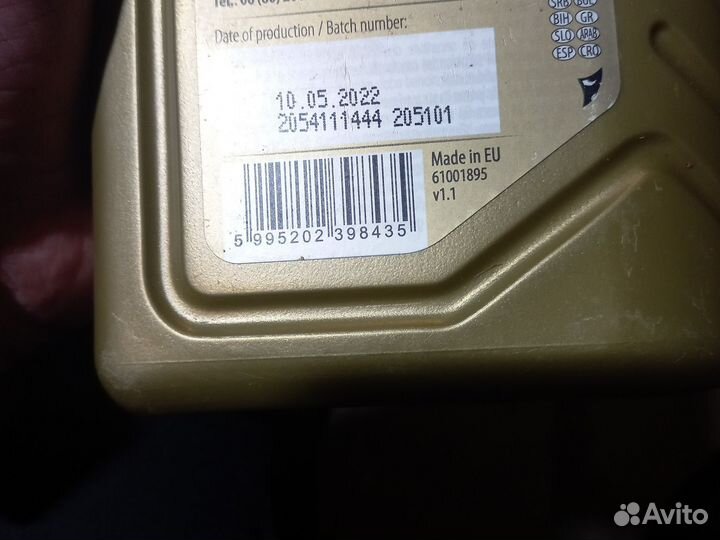 Date of production / Batch number:
10.05.2022
2054111444 205101
SRB BUL
BIH GR
SLO ARAB
ESP CRO
Made in EU
61001895
v1.1
5 995202 398435
Avito